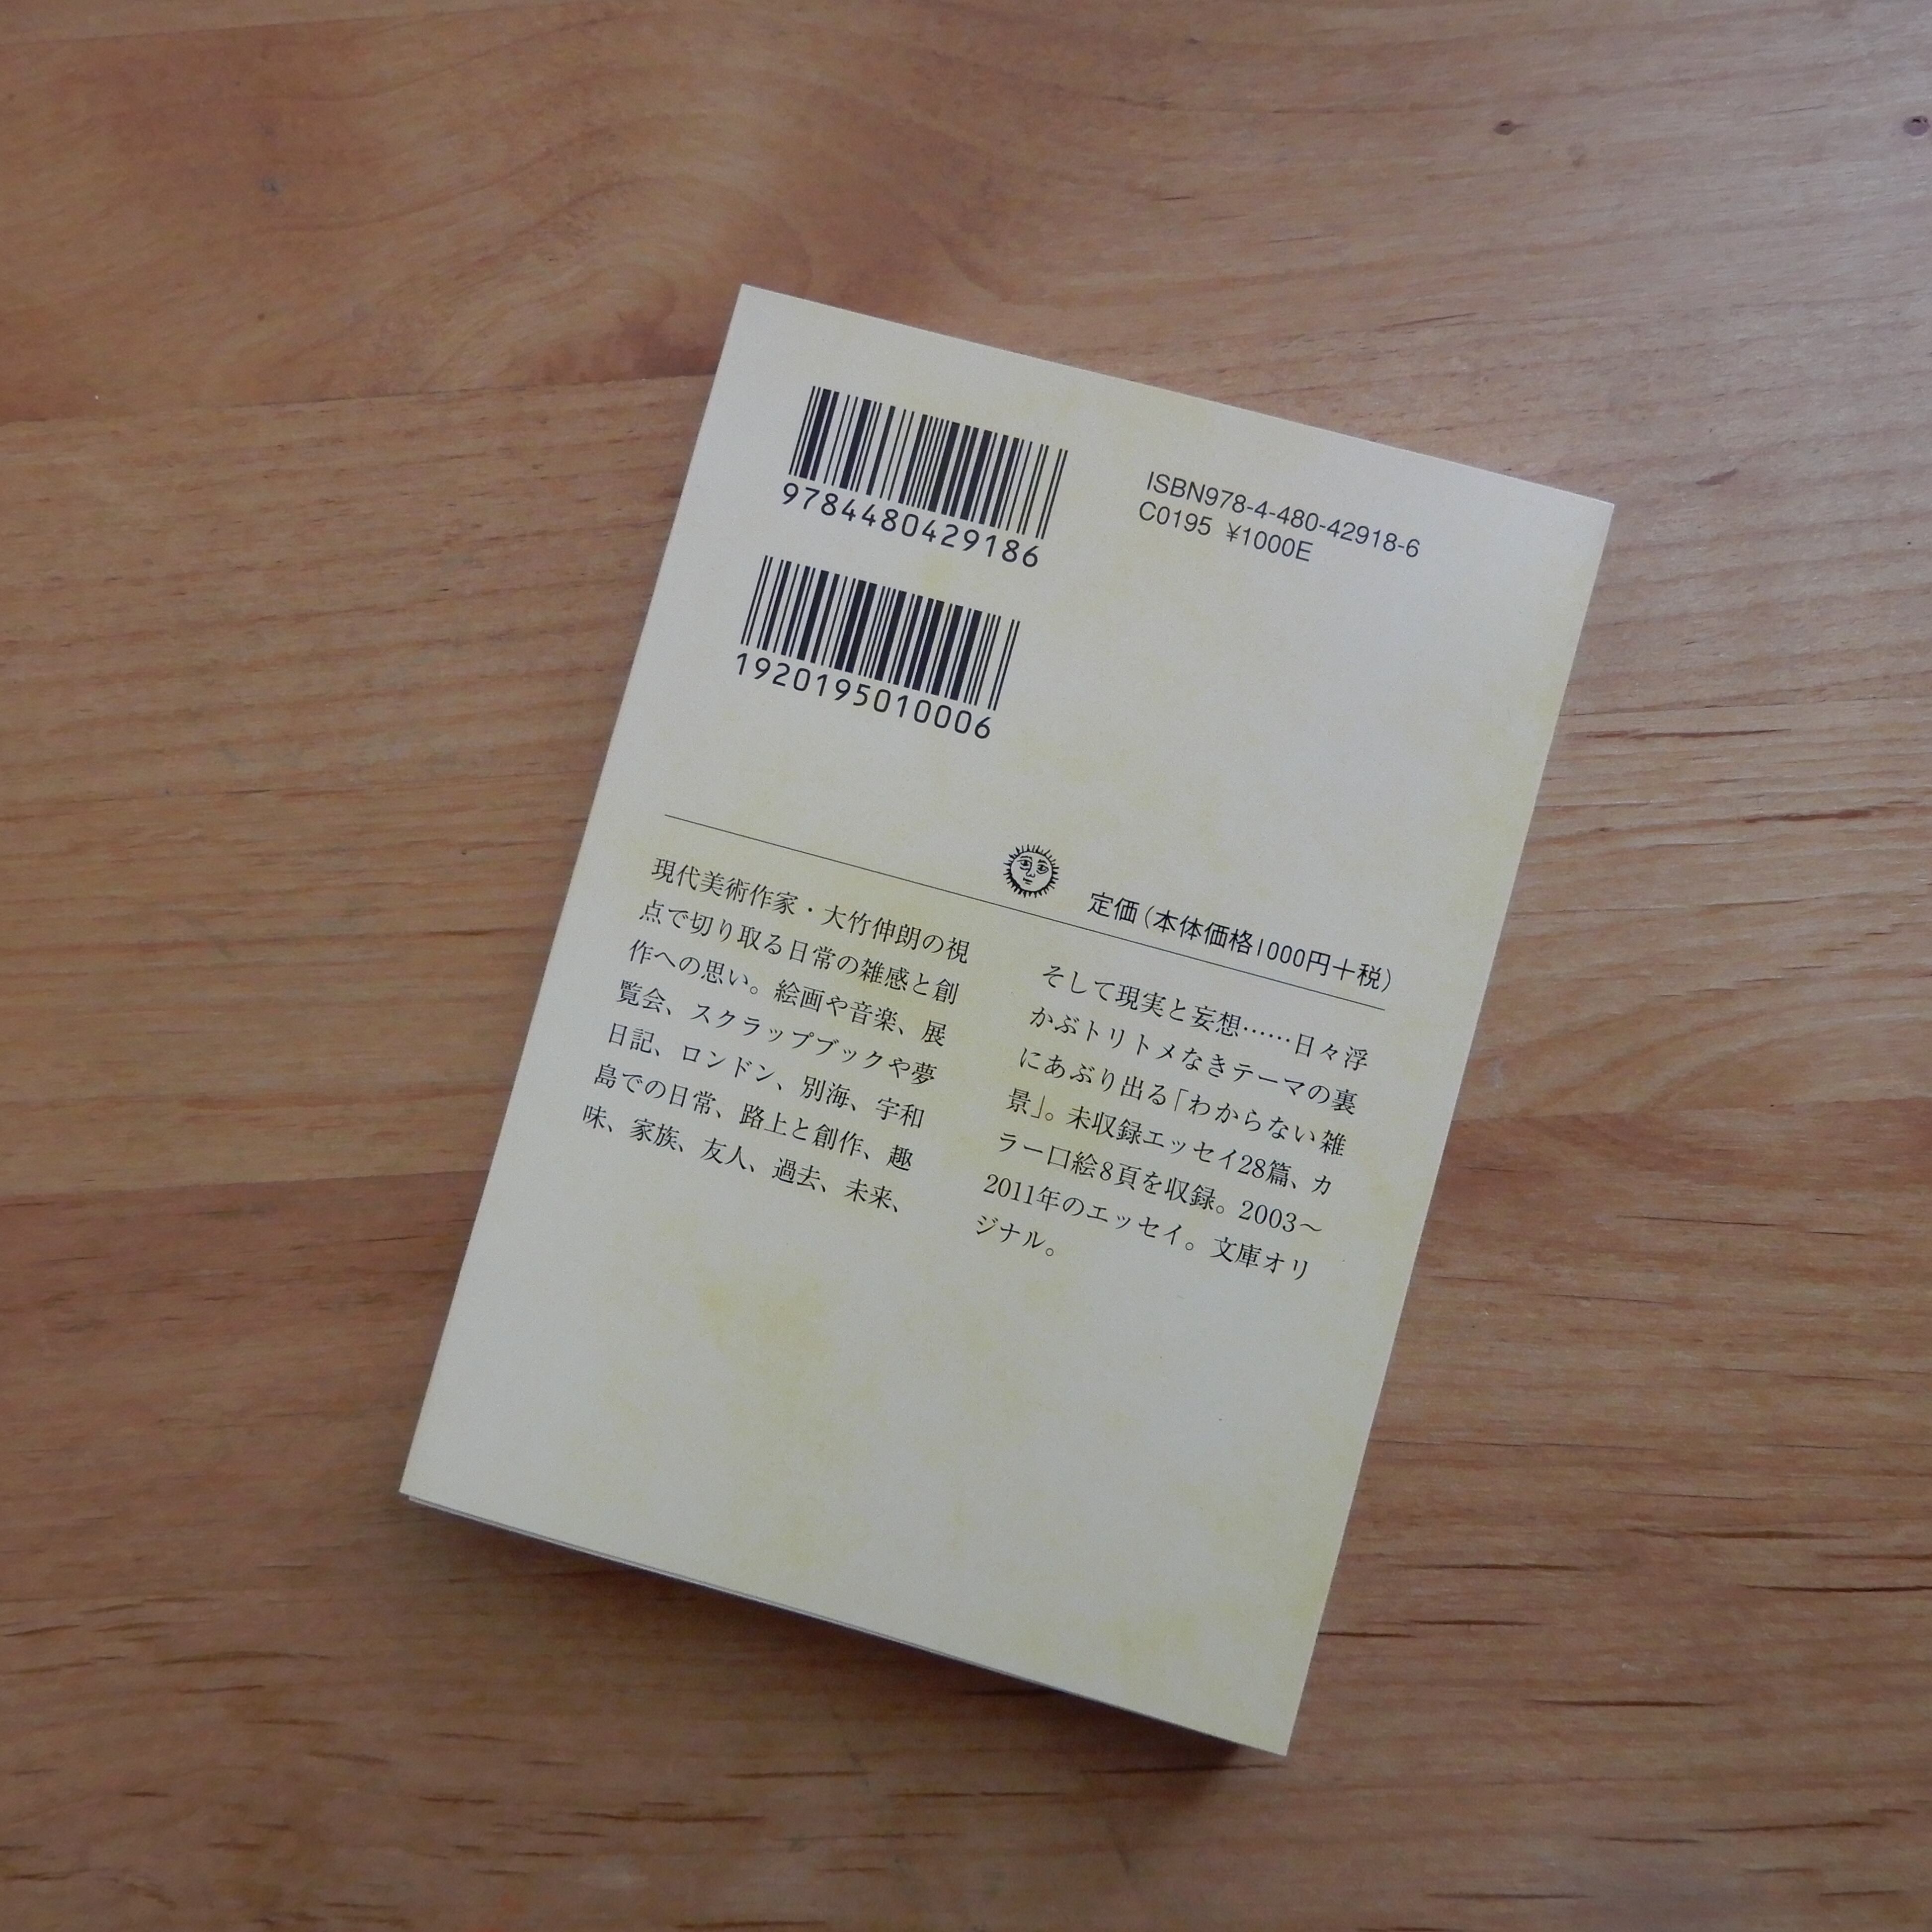 9784480429186
1920195010006
ISBN978-4-480-42918-6
C0195 ¥1000E
定価(本体価格1000円+税)
現代美術作家・大竹伸朗の視
点で切り取る日常の雑感と創
作への思い。絵画や音楽、展
覧会、スクラップブックや夢
日記、ロンドン、別海、宇和
島での日常、路上と創作、趣
味、家族、友人、過去、未来、
そして現実と妄想……日々浮
かぶトリトメなきテーマの裏
にあぶり出る「わからない雑
景」。未収録エッセイ28篇、カ
ラー口絵8頁を収録。2003〜
2011年のエッセイ。文庫オリ
ジナル。